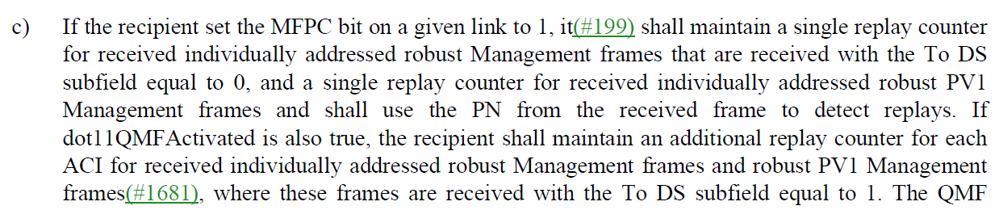 c) If the recipient set the MFPC bit on a given link to 1, it(#199) shall maintain a single replay counter
for received individually addressed robust Management frames that are received with the To DS
subfield equal to 0, and a single replay counter for received individually addressed robust PV1
Management frames and shall use the PN from the received frame to detect replays. If
dot11QMFActivated is also true, the recipient shall maintain an additional replay counter for each
ACI for received individually addressed robust Management frames and robust PV1 Management
frames(#1681), where these frames are received with the To DS subfield equal to 1. The QMF